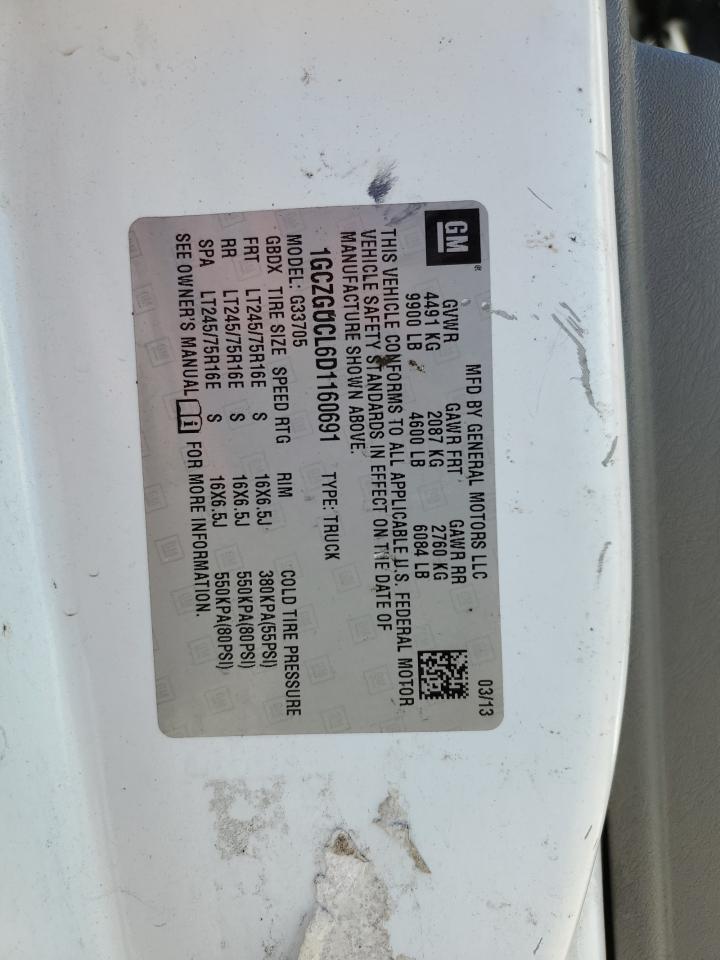 GM
MFD BY GENERAL MOTORS LLC 03/13
GVWR GAWR FRT GAWR RR
4491 KG 2087 KG 2760 KG
9900 LB 4600 LB 6084 LB
THIS VEHICLE CONFORMS TO ALL APPLICABLE U.S. FEDERAL MOTOR
VEHICLE SAFETY STANDARDS IN EFFECT ON THE DATE OF
MANUFACTURE SHOWN ABOVE.
1GCZGUCL6D1160691 TYPE: TRUCK
MODEL: G33705
GBDX TIRE SIZE SPEED RTG RIM COLD TIRE PRESSURE
FRT LT245/75R16E S 16X6.5J 380KPA(55PSI)
RR LT245/75R16E S 16X6.5J 550KPA(80PSI)
SPA LT245/75R16E S 16X6.5J 550KPA(80PSI)
SEE OWNER'S MANUAL FOR MORE INFORMATION.